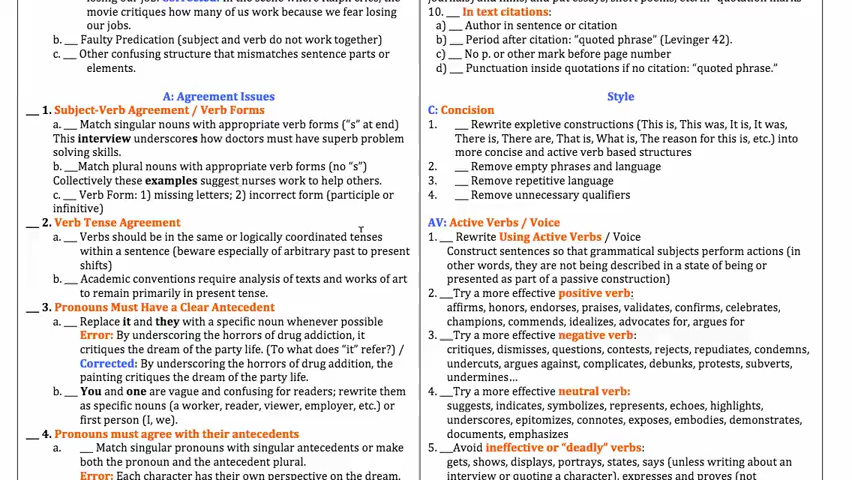 losing our jobs. Corrected: In the scene where Ralph fires, the
movie critiques how many of us work because we fear losing
our jobs.
b. __ Faulty Predication (subject and verb do not work together)
c. __ Other confusing structure that mismatches sentence parts or
elements.
A: Agreement Issues
__ 1. Subject-Verb Agreement / Verb Forms
a. __ Match singular nouns with appropriate verb forms (“s” at end)
This interview underscores how doctors must have superb problem
solving skills.
b. __Match plural nouns with appropriate verb forms (no “s”)
Collectively these examples suggest nurses work to help others.
c. __ Verb Form: 1) missing letters; 2) incorrect form (participle or
infinitive)
__ 2. Verb Tense Agreement
a. __ Verbs should be in the same or logically coordinated tenses
within a sentence (beware especially of arbitrary past to present
shifts)
b. __ Academic conventions require analysis of texts and works of art
to remain primarily in present tense.
__ 3. Pronouns Must Have a Clear Antecedent
a. __ Replace it and they with a specific noun whenever possible
Error: By underscoring the horrors of drug addiction, it
critiques the dream of the party life. (To what does “it” refer?) /
Corrected: By underscoring the horrors of drug addition, the
painting critiques the dream of the party life.
b. __ You and one are vague and confusing for readers; rewrite them
as specific nouns (a worker, reader, viewer, employer, etc.) or
first person (I, we).
__ 4. Pronouns must agree with their antecedents
a. __ Match singular pronouns with singular antecedents or make
both the pronoun and the antecedent plural.
Error: Each character has their own perspective on the dream.
10. __ In text citations:
a) __ Author in sentence or citation
b) __ Period after citation: “quoted phrase” (Levinger 42).
c) __ No p. or other mark before page number
d) __ Punctuation inside quotations if no citation: “quoted phrase.”
Style
C: Concision
1. __ Rewrite expletive constructions (This is, This was, It is, It was,
There is, There are, That is, What is, The reason for this is, etc.) into
more concise and active verb based structures
2. __ Remove empty phrases and language
3. __ Remove repetitive language
4. __ Remove unnecessary qualifiers
AV: Active Verbs / Voice
1. __ Rewrite Using Active Verbs / Voice
Construct sentences so that grammatical subjects perform actions (in
other words, they are not being described in a state of being or
presented as part of a passive construction)
2. __Try a more effective positive verb:
affirms, honors, endorses, praises, validates, confirms, celebrates,
champions, commends, idealizes, advocates for, argues for
3. __Try a more effective negative verb:
critiques, dismisses, questions, contests, rejects, repudiates, condemns,
undercuts, argues against, complicates, debunks, protests, subverts,
undermines…
4. __Try a more effective neutral verb:
suggests, indicates, symbolizes, represents, echoes, highlights,
underscores, epitomizes, connotes, exposes, embodies, demonstrates,
documents, emphasizes
5. __Avoid ineffective or “deadly” verbs:
gets, shows, displays, portrays, states, says (unless writing about an
interview or quoting a character), expresses and proves (not